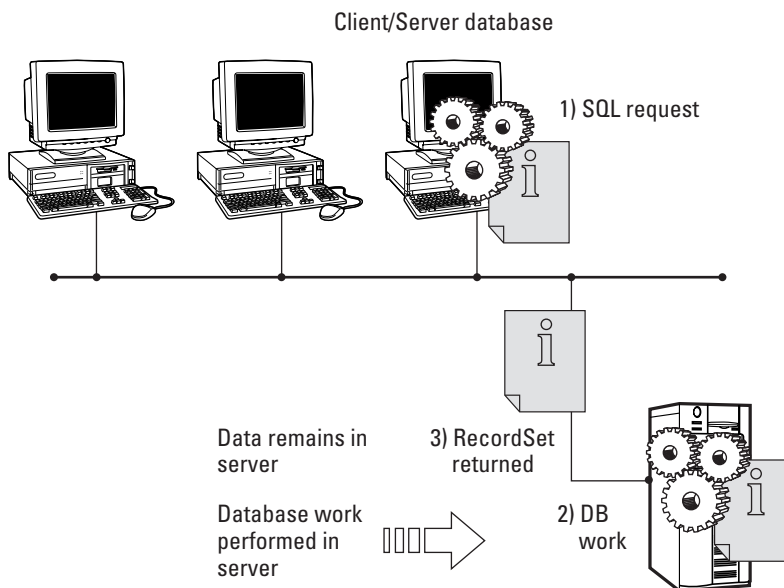 Client/Server database
1) SQL request
Data remains in
server
3) RecordSet
returned
Database work
performed in
server
2) DB
work